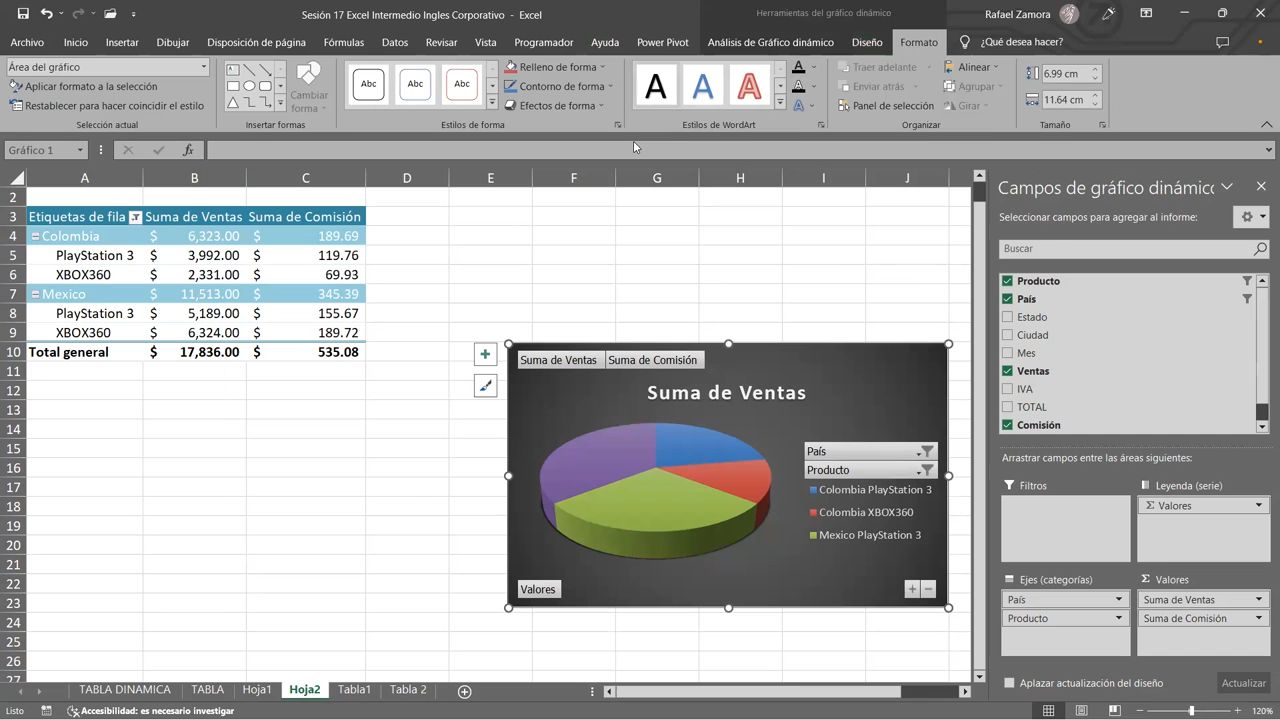 Sesión 17 Excel Intermedio Ingles Corporativo - Excel
Herramientas del gráfico dinámico
Rafael Zamora
Archivo Inicio Insertar Dibujar Disposición de página Fórmulas Datos Revisar Vista Programador Ayuda Power Pivot Análisis de Gráfico dinámico Diseño Formato ¿Qué desea hacer?
Área del gráfico
Aplicar formato a la selección
Restablecer para hacer coincidir el estilo
Selección actual
Cambiar
formas
Insertar formas
Abc Abc Abc
Relleno de forma
Contorno de forma
Efectos de forma
Estilos de forma
A A A
A
A
A
Estilos de WordArt
Traer adelante
Enviar atrás
Panel de selección
Alinear
Agrupar
Girar
Organizar
6.99 cm
11.64 cm
Tamaño
Gráfico 1
fx
A B C D E F G H I J
2
3 Etiquetas de fila Suma de Ventas Suma de Comisión
4 Colombia $ 6,323.00 $ 189.69
5 PlayStation 3 $ 3,992.00 $ 119.76
6 XBOX360 $ 2,331.00 $ 69.93
7 Mexico $ 11,513.00 $ 345.39
8 PlayStation 3 $ 5,189.00 $ 155.67
9 XBOX360 $ 6,324.00 $ 189.72
10 Total general $ 17,836.00 $ 535.08
11
12
13
14
15
16
17
18
19
20
21
22
23
24
25
26
27
Suma de Ventas Suma de Comisión
Suma de Ventas
País
Producto
Colombia PlayStation 3
Colombia XBOX360
Mexico PlayStation 3
Valores
+ −
Campos de gráfico dinámico
Seleccionar campos para agregar al informe:
Buscar
Producto
País
Estado
Ciudad
Mes
Ventas
IVA
TOTAL
Comisión
Arrastrar campos entre las áreas siguientes:
Filtros
Leyenda (serie)
Σ Valores
Ejes (categorías)
Σ Valores
País
Producto
Suma de Ventas
Suma de Comisión
Aplazar actualización del diseño
Actualizar
TABLA DINAMICA TABLA Hoja1 Hoja2 Tabla1 Tabla 2
Listo
Accesibilidad: es necesario investigar
120%